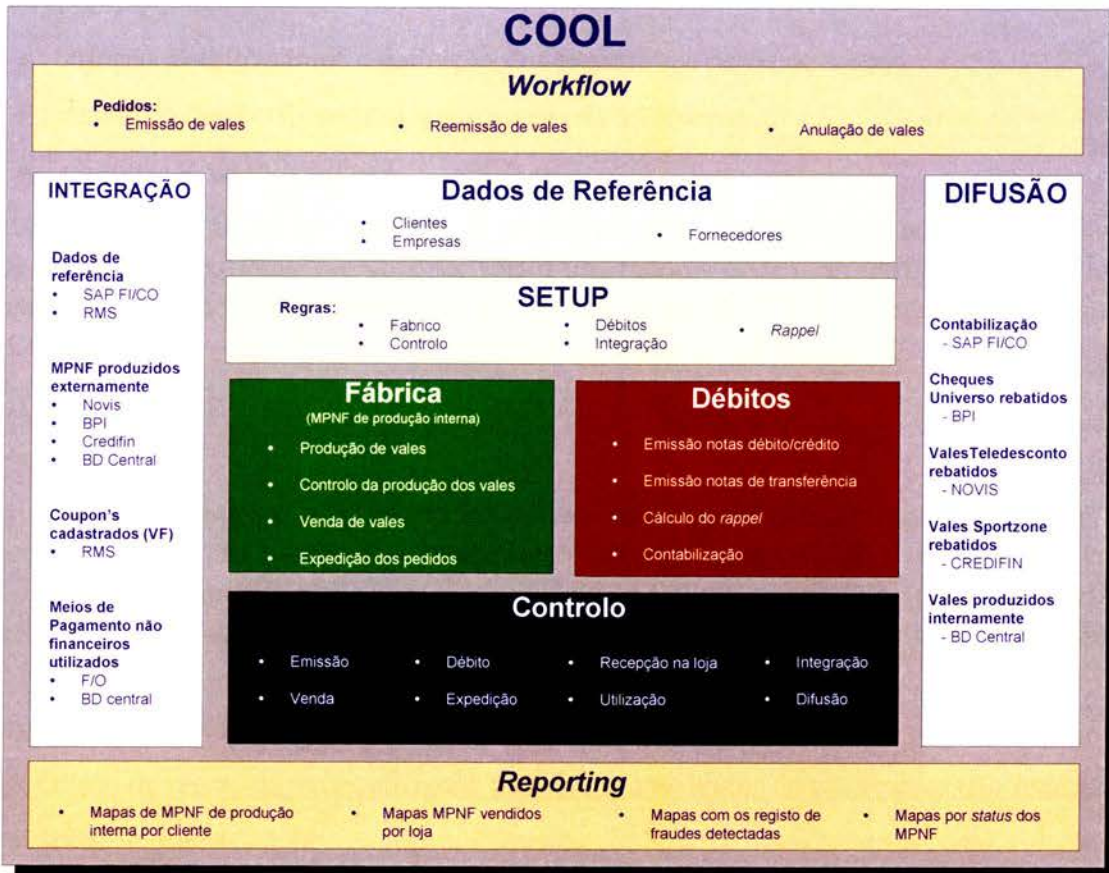 COOL
Workflow
Pedidos:
• Emissão de vales
• Reemissão de vales
• Anulação de vales
INTEGRAÇÃO
Dados de
referência
• SAP FI/CO
• RMS
MPNF produzidos
externamente
• Novis
• BPI
• Credifin
• BD Central
Coupon's
cadastrados (VF)
• RMS
Meios de
Pagamento não
financeiros
utilizados
• F/O
• BD central
Dados de Referência
• Clientes
• Empresas
• Fornecedores
SETUP
Regras:
• Fabrico
• Controlo
• Débitos
• Integração
• Rappel
Fábrica
(MPNF de produção interna)
• Produção de vales
• Controlo da produção dos vales
• Venda de vales
• Expedição dos pedidos
Débitos
• Emissão notas débito/crédito
• Emissão notas de transferência
• Cálculo do rappel
• Contabilização
Controlo
• Emissão
• Débito
• Recepção na loja
• Integração
• Venda
• Expedição
• Utilização
• Difusão
DIFUSÃO
Contabilização
- SAP FI/CO
Cheques
Universo rebatidos
- BPI
ValesTeledesconto
rebatidos
- NOVIS
Vales Sportzone
rebatidos
- CREDIFIN
Vales produzidos
internamente
- BD Central
Reporting
• Mapas de MPNF de produção
interna por cliente
• Mapas MPNF vendidos
por loja
• Mapas com os registo de
fraudes detectadas
• Mapas por status dos
MPNF